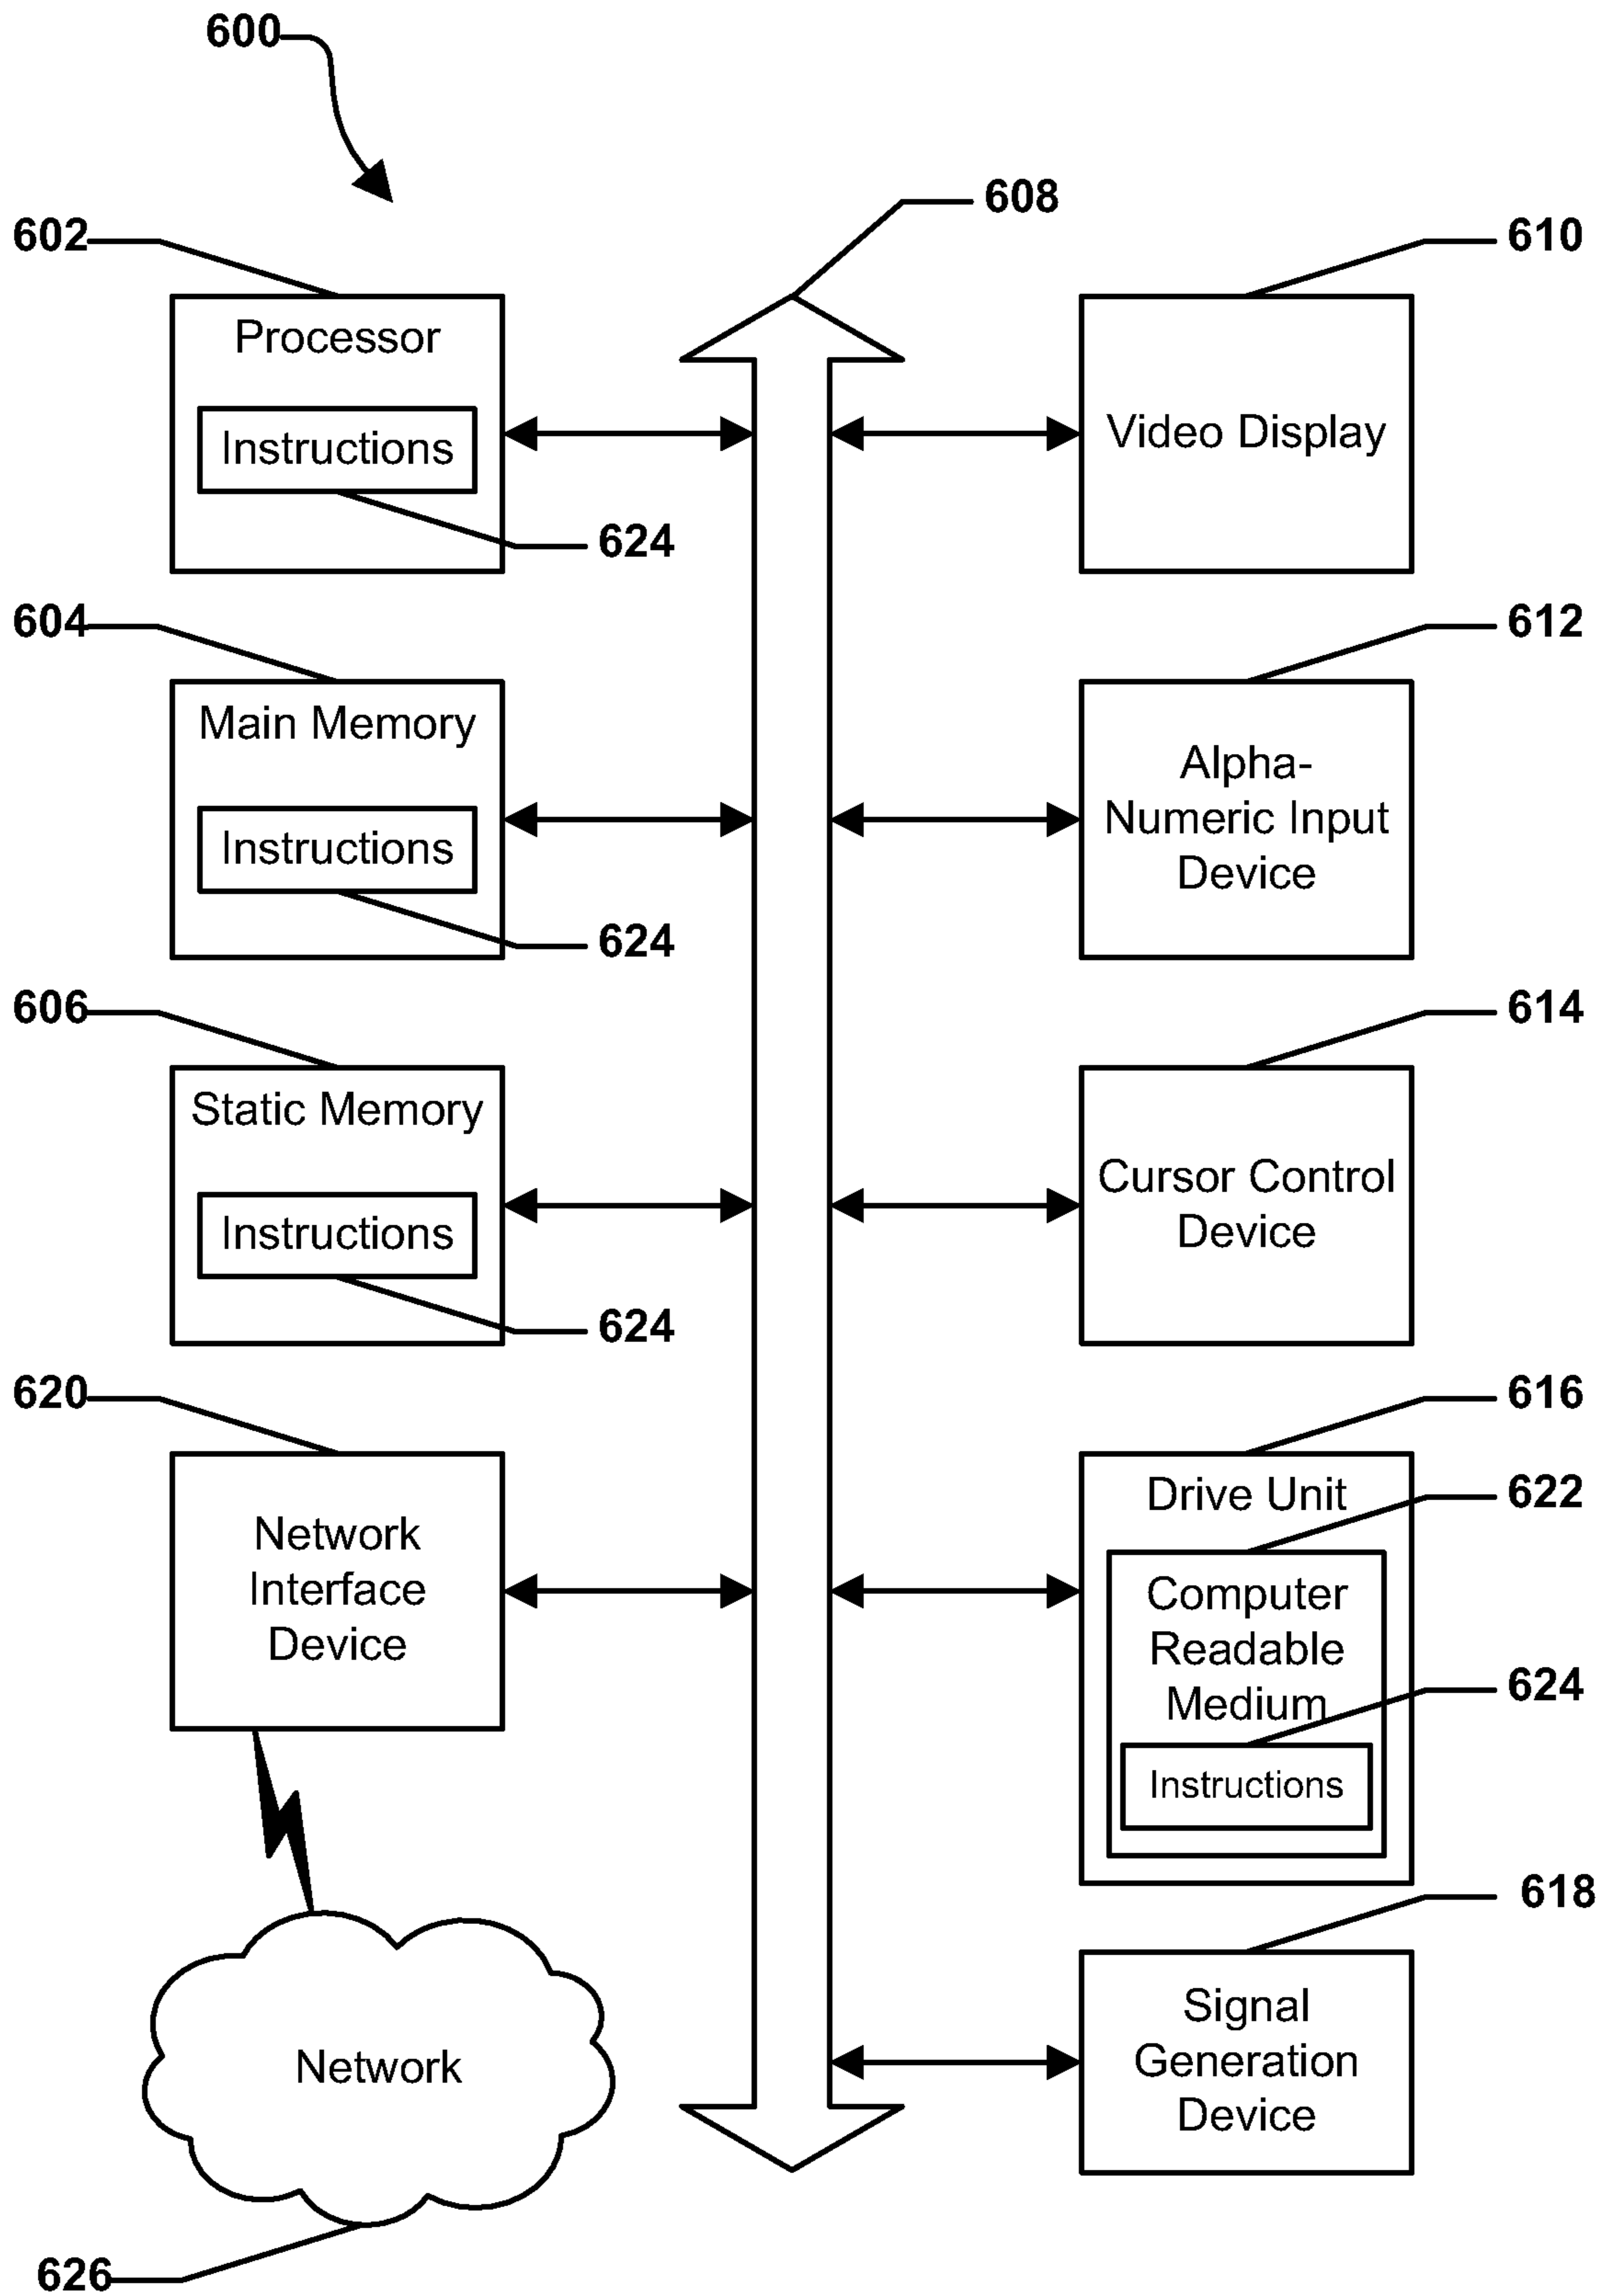 600
608
602
610
Processor
Instructions
Video Display
624
604
612
Main Memory
Instructions
Alpha-
Numeric Input
Device
624
606
614
Static Memory
Instructions
Cursor Control
Device
624
620
616
Network
Interface
Device
Drive Unit
622
Computer
Readable
Medium
624
Instructions
618
Network
Signal
Generation
Device
626